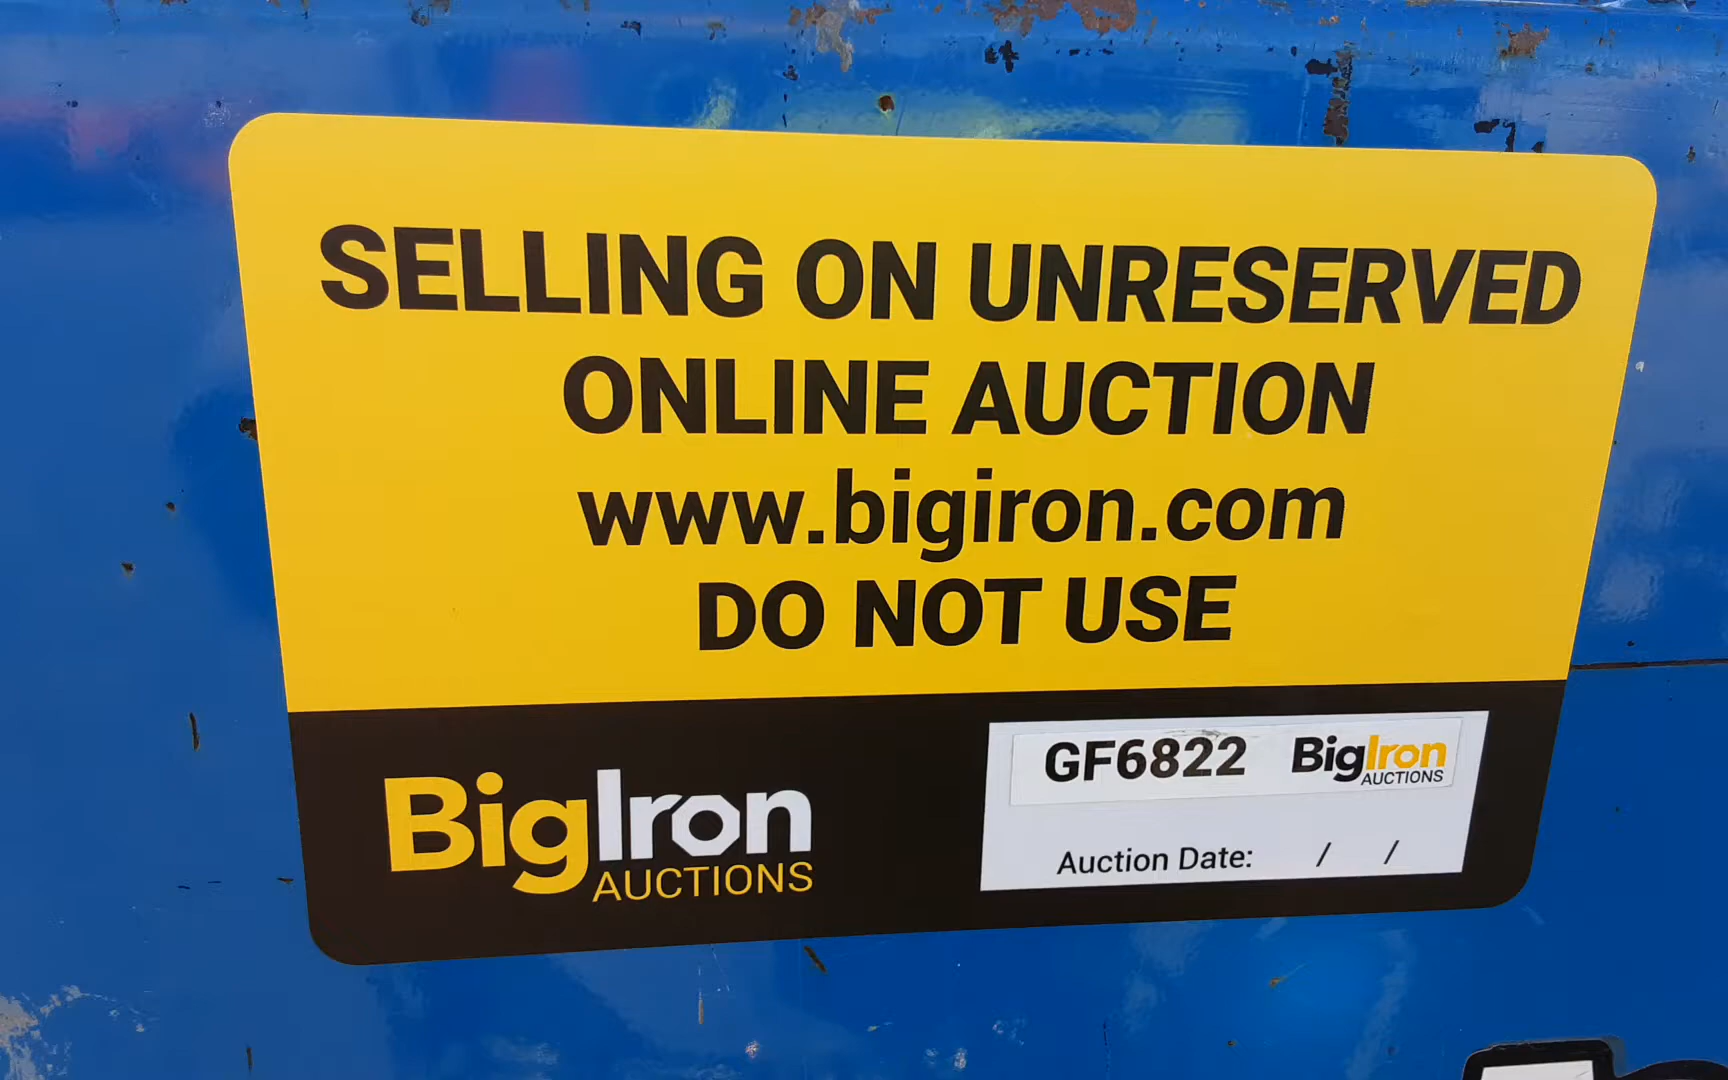 SELLING ON UNRESERVED
ONLINE AUCTION
www.bigiron.com
DO NOT USE
BigIron
AUCTIONS
GF6822 BigIron
AUCTIONS
Auction Date: / /